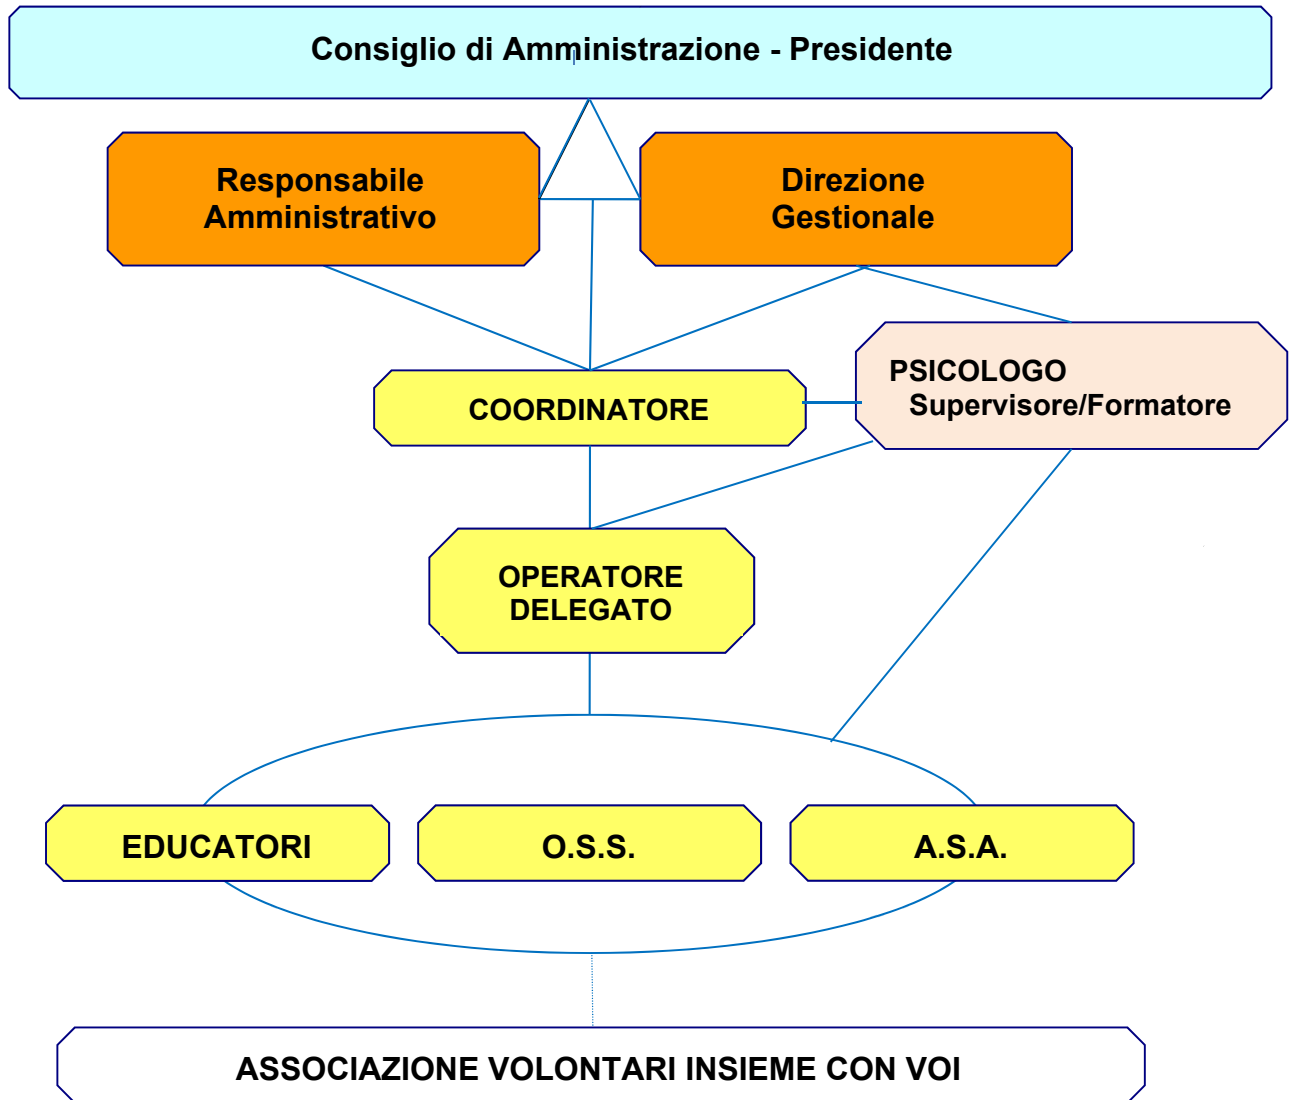 Consiglio di Amministrazione - Presidente
Responsabile
Amministrativo
Direzione
Gestionale
PSICOLOGO
Supervisore/Formatore
COORDINATORE
OPERATORE
DELEGATO
EDUCATORI
O.S.S.
A.S.A.
ASSOCIAZIONE VOLONTARI INSIEME CON VOI